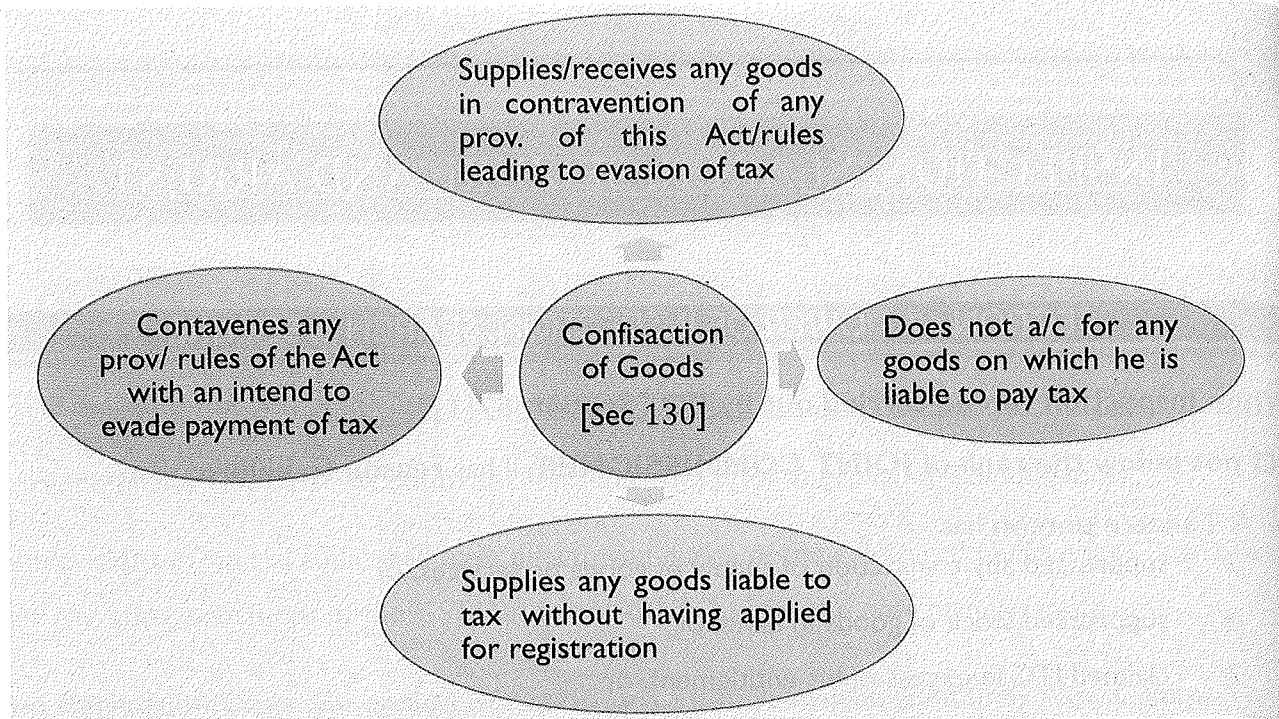 Supplies/receives any goods
in contravention of any
prov. of this Act/rules
leading to evasion of tax
Contavenes any
prov/ rules of the Act
with an intend to
evade payment of tax
Confisaction
of Goods
[Sec 130]
Does not a/c for any
goods on which he is
liable to pay tax
Supplies any goods liable to
tax without having applied
for registration